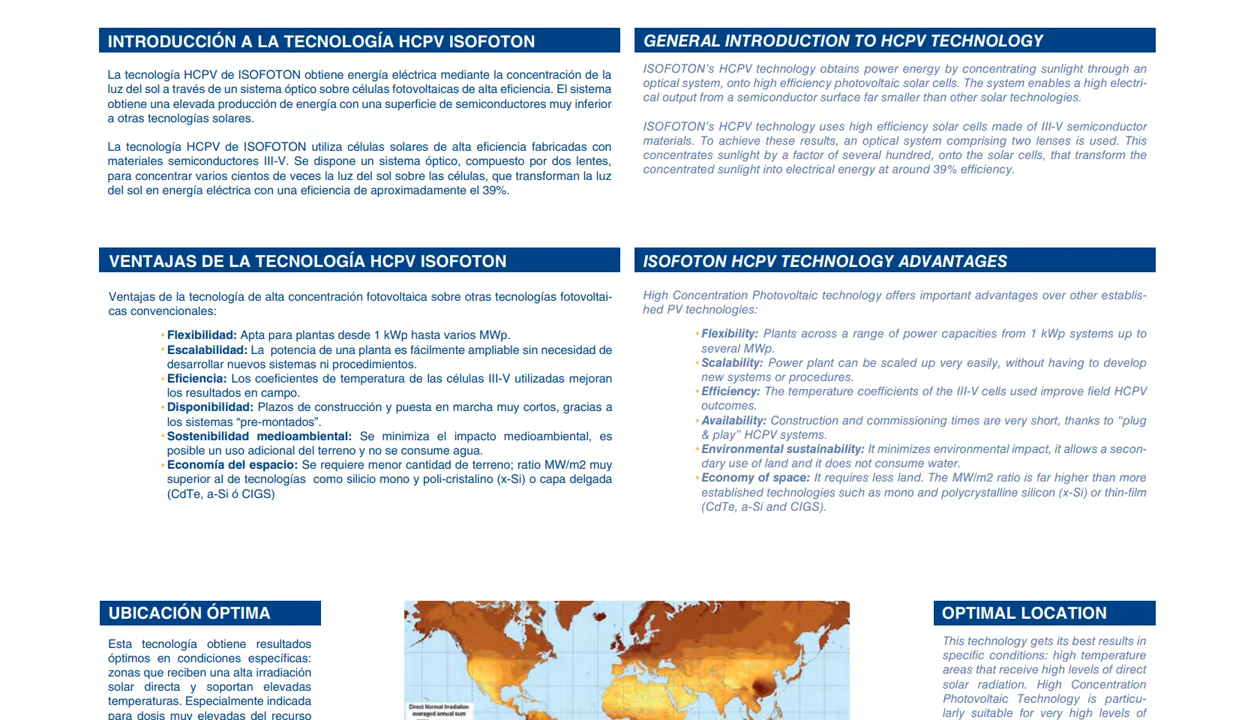 INTRODUCCIÓN A LA TECNOLOGÍA HCPV ISOFOTON
La tecnología HCPV de ISOFOTON obtiene energía eléctrica mediante la concentración de la
luz del sol a través de un sistema óptico sobre células fotovoltaicas de alta eficiencia. El sistema
obtiene una elevada producción de energía con una superficie de semiconductores muy inferior
a otras tecnologías solares.
La tecnología HCPV de ISOFOTON utiliza células solares de alta eficiencia fabricadas con
materiales semiconductores III-V. Se dispone un sistema óptico, compuesto por dos lentes,
para concentrar varios cientos de veces la luz del sol sobre las células, que transforman la luz
del sol en energía eléctrica con una eficiencia de aproximadamente el 39%.
GENERAL INTRODUCTION TO HCPV TECHNOLOGY
ISOFOTON's HCPV technology obtains power energy by concentrating sunlight through an
optical system, onto high efficiency photovoltaic solar cells. The system enables a high electri-
cal output from a semiconductor surface far smaller than other solar technologies.
ISOFOTON's HCPV technology uses high efficiency solar cells made of III-V semiconductor
materials. To achieve these results, an optical system comprising two lenses is used. This
concentrates sunlight by a factor of several hundred, onto the solar cells, that transform the
concentrated sunlight into electrical energy at around 39% efficiency.
VENTAJAS DE LA TECNOLOGÍA HCPV ISOFOTON
Ventajas de la tecnología de alta concentración fotovoltaica sobre otras tecnologías fotovoltai-
cas convencionales:
• Flexibilidad: Apta para plantas desde 1 kWp hasta varios MWp.
• Escalabilidad: La potencia de una planta es fácilmente ampliable sin necesidad de
desarrollar nuevos sistemas ni procedimientos.
• Eficiencia: Los coeficientes de temperatura de las células III-V utilizadas mejoran
los resultados en campo.
• Disponibilidad: Plazos de construcción y puesta en marcha muy cortos, gracias a
los sistemas "pre-montados".
• Sostenibilidad medioambiental: Se minimiza el impacto medioambiental, es
posible un uso adicional del terreno y no se consume agua.
• Economía del espacio: Se requiere menor cantidad de terreno; ratio MW/m2 muy
superior al de tecnologías como silicio mono y poli-cristalino (x-Si) o capa delgada
(CdTe, a-Si ó CIGS)
ISOFOTON HCPV TECHNOLOGY ADVANTAGES
High Concentration Photovoltaic technology offers important advantages over other establis-
hed PV technologies:
• Flexibility: Plants across a range of power capacities from 1 kWp systems up to
several MWp.
• Scalability: Power plant can be scaled up very easily, without having to develop
new systems or procedures.
• Efficiency: The temperature coefficients of the III-V cells used improve field HCPV
outcomes.
• Availability: Construction and commissioning times are very short, thanks to "plug
& play" HCPV systems.
• Environmental sustainability: It minimizes environmental impact, it allows a secon-
dary use of land and it does not consume water.
• Economy of space: It requires less land. The MW/m2 ratio is far higher than more
established technologies such as mono and polycrystalline silicon (x-Si) or thin-film
(CdTe, a-Si and CIGS).
UBICACIÓN ÓPTIMA
Esta tecnología obtiene resultados
óptimos en condiciones específicas:
zonas que reciben una alta irradiación
solar directa y soportan elevadas
temperaturas. Especialmente indicada
para dosis muy elevadas del recurso
Direct Normal Irradiation
averaged annual sum
OPTIMAL LOCATION
This technology gets its best results in
specific conditions: high temperature
areas that receive high levels of direct
solar radiation. High Concentration
Photovoltaic Technology is particu-
larly suitable for very high levels of